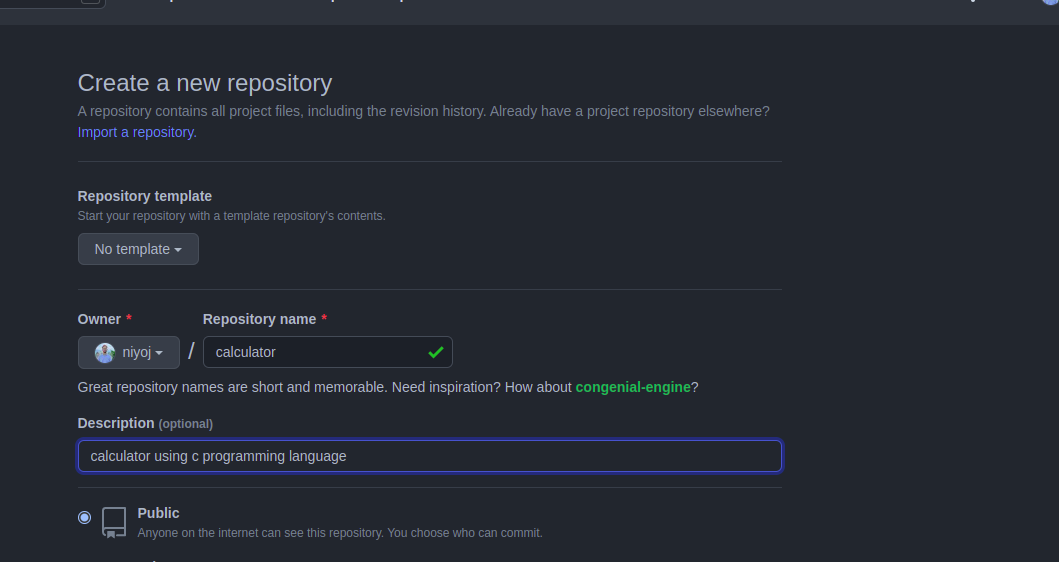 Create a new repository
A repository contains all project files, including the revision history. Already have a project repository elsewhere?
Import a repository.
Repository template
Start your repository with a template repository's contents.
No template
Owner *
Repository name *
niyoj
/
calculator
Great repository names are short and memorable. Need inspiration? How about congenial-engine?
Description (optional)
calculator using c programming language
Public
Anyone on the internet can see this repository. You choose who can commit.